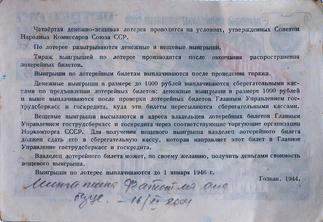 Четвёртая денежно-вещевая лотерея проводится на условиях, утвержденных Советом
Народных Комиссаров Союза ССР.
По лотерее разыгрываются денежные и вещевые выигрыши.
Тираж выигрышей по лотерее производится после окончания распространения
лотерейных билетов.
Выигрыши по лотерейным билетам выплачиваются после проведения тиража.
Денежные выигрыши в размере до 1000 рублей выплачиваются сберегательными кас-
сами по предъявлении лотерейных билетов; денежные выигрыши в размере 1000 рублей
и выше выплачиваются после проверки лотерейных билетов Главным Управлением гос-
трудсберкасс и госкредита, куда эти билеты пересылаются сберегательными кассами.
Вещевые выигрыши высылаются в адреса владельцев лотерейных билетов Главным
Управлением гострудсберкасс и госкредита через соответствующие торгующие организации
Наркомторга СССР. Для получения вещевого выигрыша владелец лотерейного билета
должен сдать его в сберегательную кассу, которая направляет этот билет в Главное
управление гострудсберкасс и госкредита.
Владелец лотерейного билета может, по своему желанию, получить деньгами стоимость
вещевого выигрыша.
Выигрыши по лотерее выплачиваются до 1 января 1946 г.
Гознак. 1944.